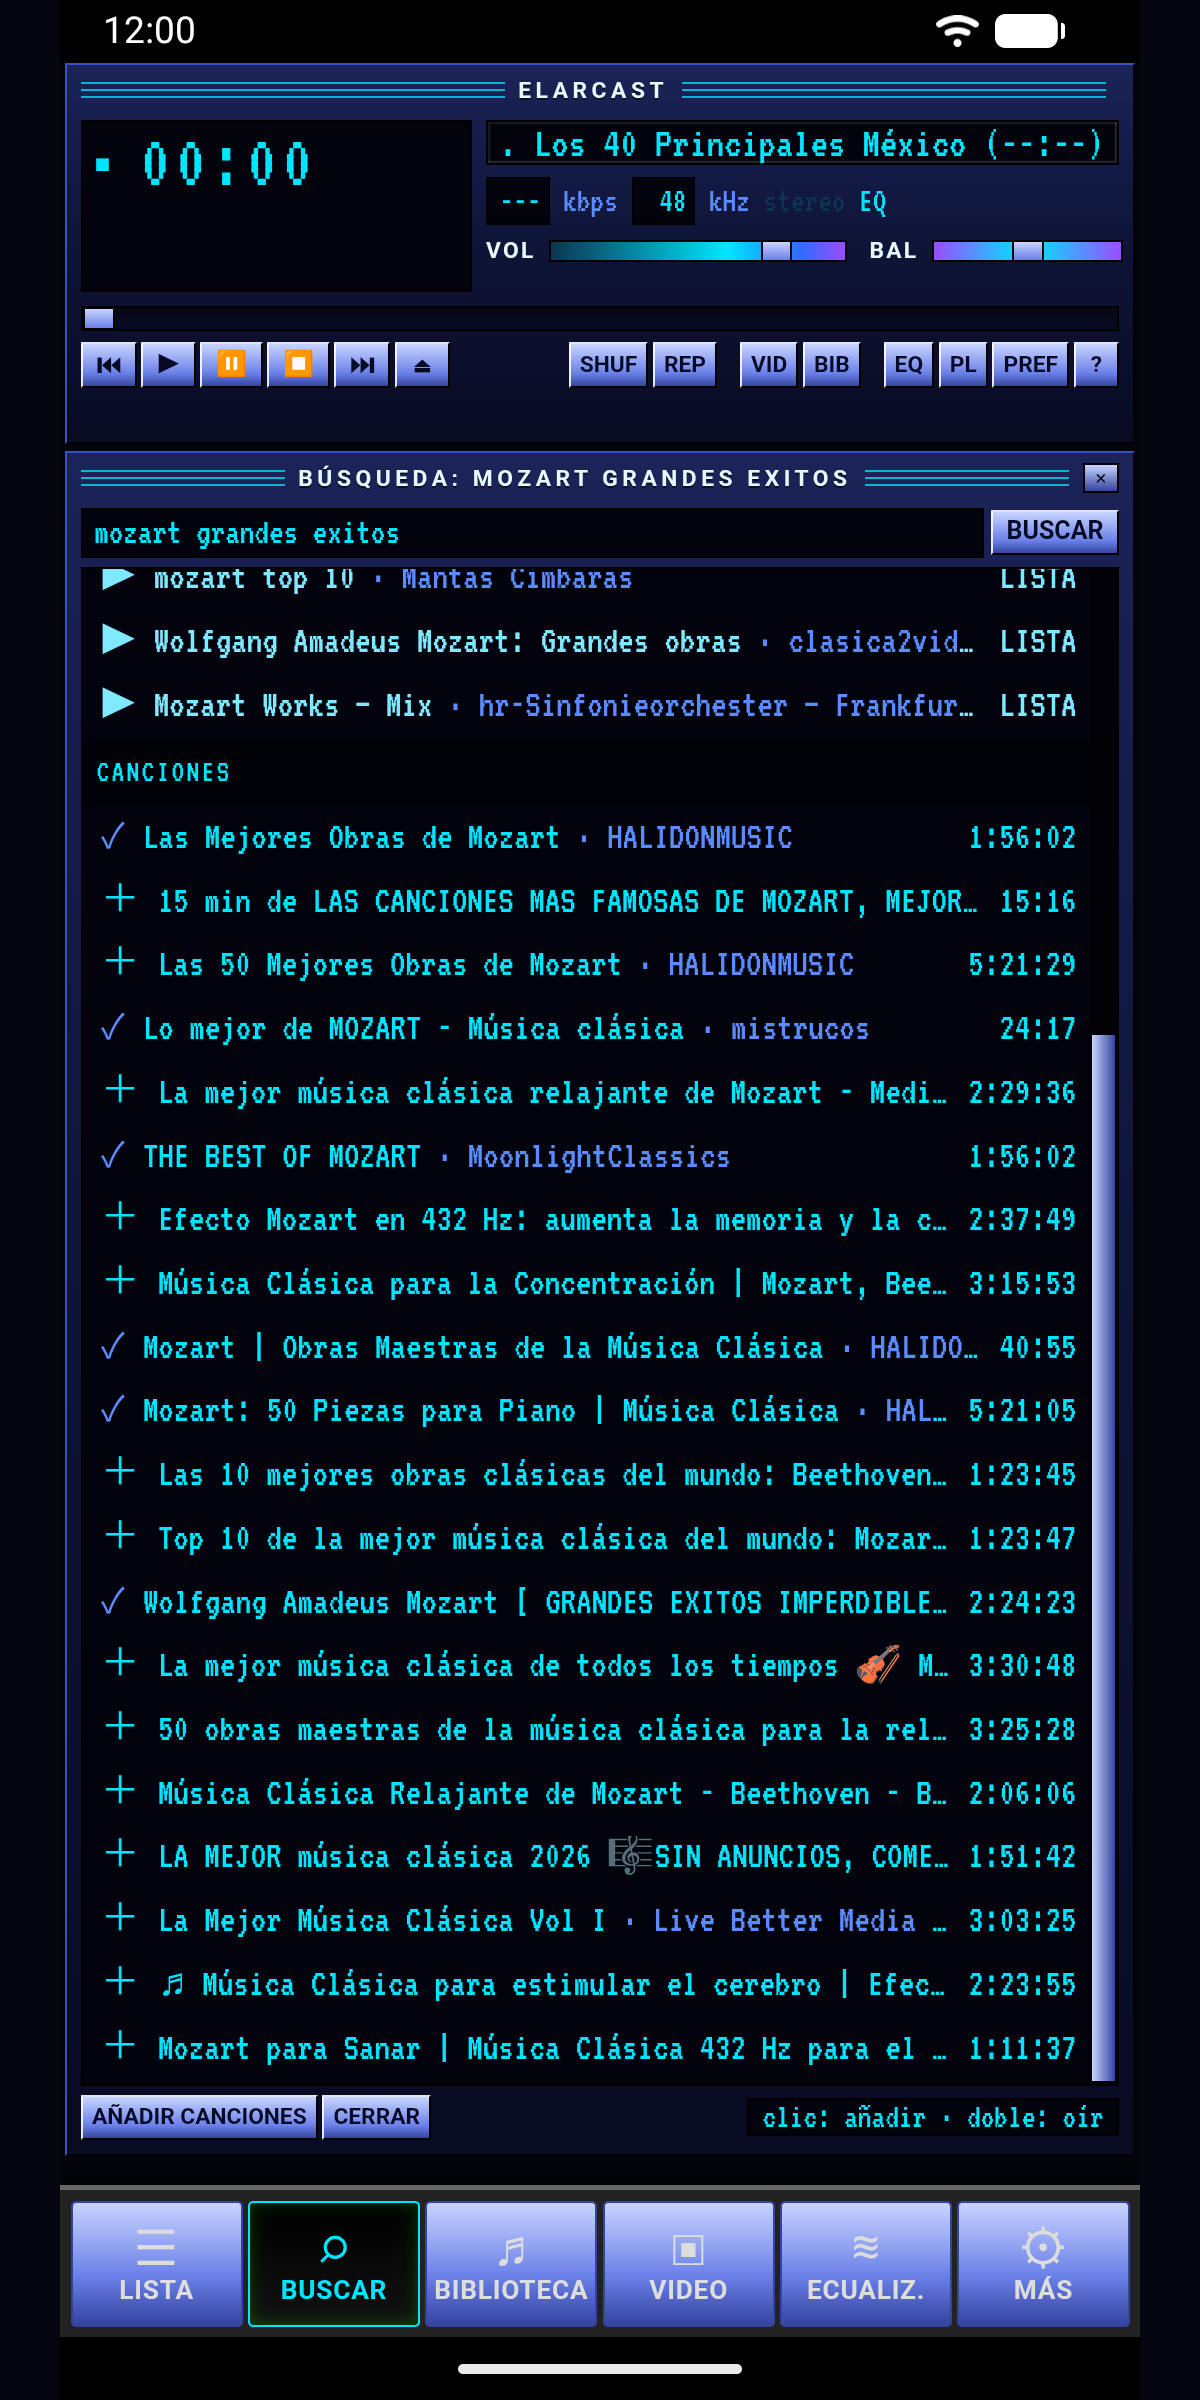 12:00
ELARCAST
00:00
. Los 40 Principales México (--:--)
--- kbps 48 kHz stereo EQ
VOL BAL
SHUF REP VID BIB EQ PL PREF ?
BÚSQUEDA: MOZART GRANDES EXITOS ×
mozart grandes exitos BUSCAR
mozart top 10 · Mantas Cimbaras LISTA
Wolfgang Amadeus Mozart: Grandes obras · clasica2vid… LISTA
Mozart Works – Mix · hr-Sinfonieorchester – Frankfur… LISTA
CANCIONES
✓ Las Mejores Obras de Mozart · HALIDONMUSIC 1:56:02
+ 15 min de LAS CANCIONES MAS FAMOSAS DE MOZART, MEJOR… 15:16
+ Las 50 Mejores Obras de Mozart · HALIDONMUSIC 5:21:29
✓ Lo mejor de MOZART - Música clásica · mistrucos 24:17
+ La mejor música clásica relajante de Mozart - Medi… 2:29:36
✓ THE BEST OF MOZART · MoonlightClassics 1:56:02
+ Efecto Mozart en 432 Hz: aumenta la memoria y la c… 2:37:49
+ Música Clásica para la Concentración | Mozart, Bee… 3:15:53
✓ Mozart | Obras Maestras de la Música Clásica · HALIDO… 40:55
✓ Mozart: 50 Piezas para Piano | Música Clásica · HAL… 5:21:05
+ Las 10 mejores obras clásicas del mundo: Beethoven… 1:23:45
+ Top 10 de la mejor música clásica del mundo: Mozar… 1:23:47
✓ Wolfgang Amadeus Mozart [ GRANDES EXITOS IMPERDIBLE… 2:24:23
+ La mejor música clásica de todos los tiempos 🎻 M… 3:30:48
+ 50 obras maestras de la música clásica para la rel… 3:25:28
+ Música Clásica Relajante de Mozart - Beethoven - B… 2:06:06
+ LA MEJOR música clásica 2026 🎼SIN ANUNCIOS, COME… 1:51:42
+ La Mejor Música Clásica Vol I · Live Better Media … 3:03:25
+ ♬ Música Clásica para estimular el cerebro | Efec… 2:23:55
+ Mozart para Sanar | Música Clásica 432 Hz para el … 1:11:37
AÑADIR CANCIONES CERRAR clic: añadir · doble: oír
LISTA BUSCAR BIBLIOTECA VIDEO ECUALIZ. MÁS